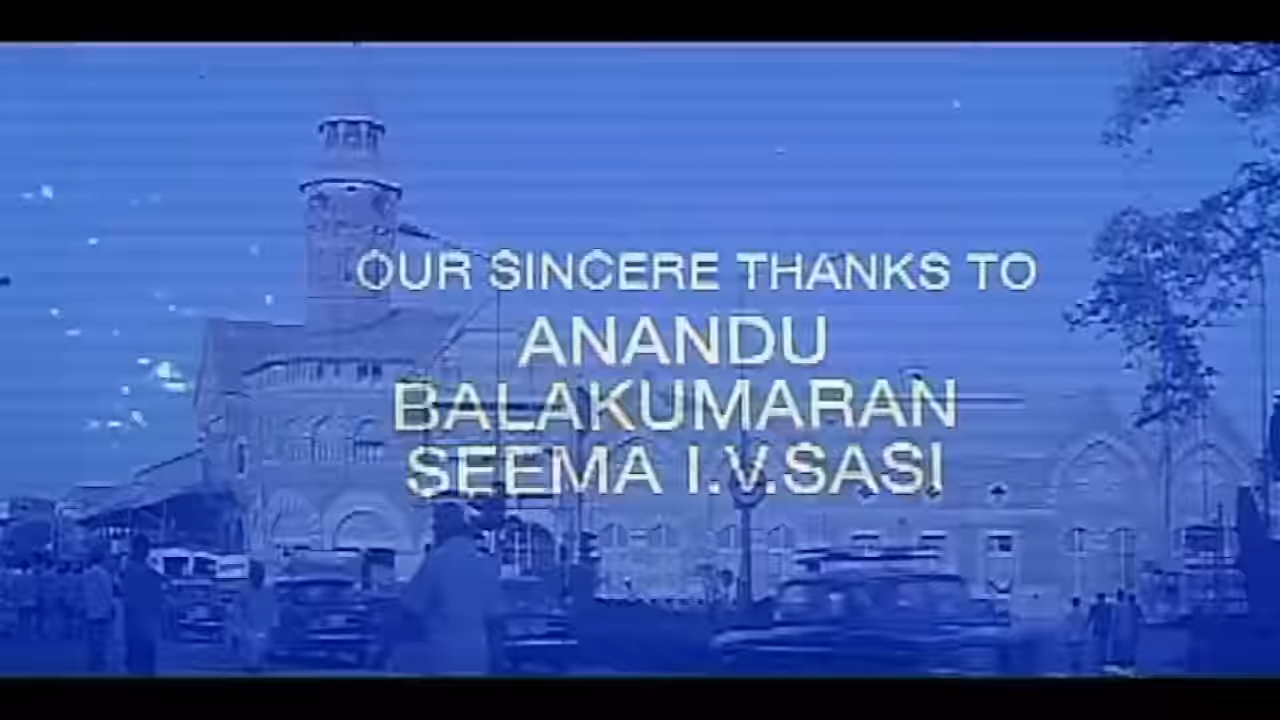 OUR SINCERE THANKS TO
ANANDU
BALAKUMARAN
SEEMA I.V.SASI